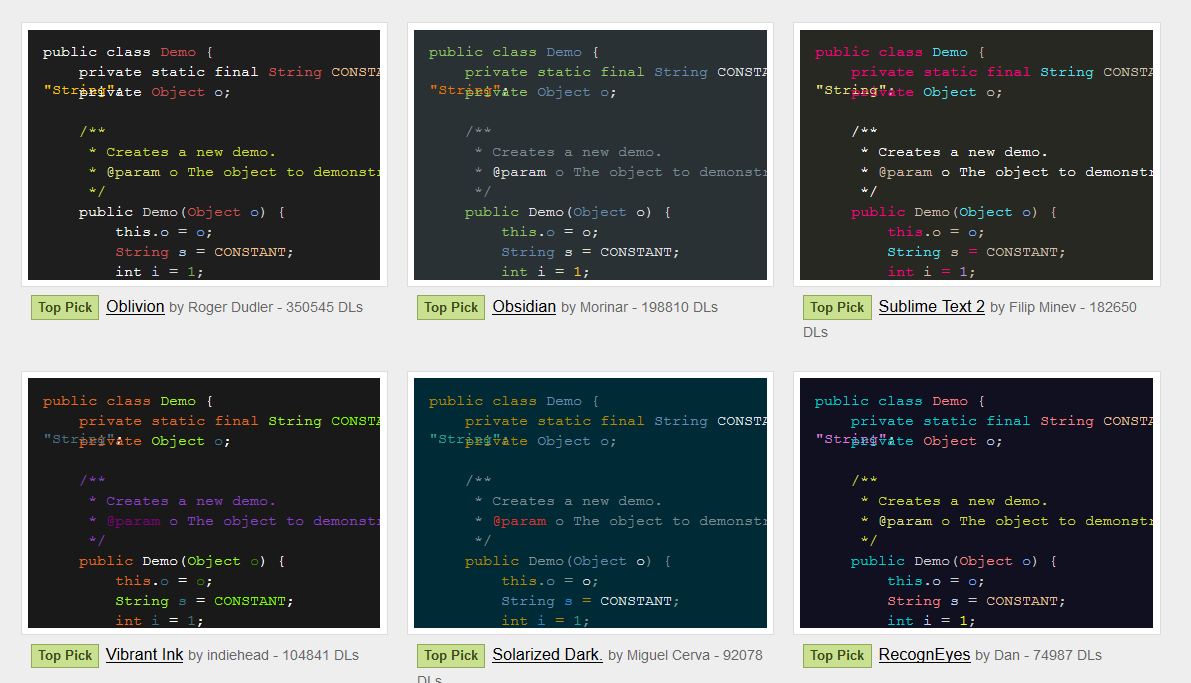 public class Demo {
private static final String CONSTA
"String";
private Object o;
/**
* Creates a new demo.
* @param o The object to demonstr
*/
public Demo(Object o) {
this.o = o;
String s = CONSTANT;
int i = 1;
Top Pick Oblivion by Roger Dudler - 350545 DLs
public class Demo {
private static final String CONSTA
"String";
private Object o;
/**
* Creates a new demo.
* @param o The object to demonstr
*/
public Demo(Object o) {
this.o = o;
String s = CONSTANT;
int i = 1;
Top Pick Obsidian by Morinar - 198810 DLs
public class Demo {
private static final String CONSTA
"String";
private Object o;
/**
* Creates a new demo.
* @param o The object to demonstr
*/
public Demo(Object o) {
this.o = o;
String s = CONSTANT;
int i = 1;
Top Pick Sublime Text 2 by Filip Minev - 182650
DLs
public class Demo {
private static final String CONSTA
"String";
private Object o;
/**
* Creates a new demo.
* @param o The object to demonstr
*/
public Demo(Object o) {
this.o = o;
String s = CONSTANT;
int i = 1;
Top Pick Vibrant Ink by indiehead - 104841 DLs
public class Demo {
private static final String CONSTA
"String";
private Object o;
/**
* Creates a new demo.
* @param o The object to demonstr
*/
public Demo(Object o) {
this.o = o;
String s = CONSTANT;
int i = 1;
Top Pick Solarized Dark. by Miguel Cerva - 92078
DLs
public class Demo {
private static final String CONSTA
"String";
private Object o;
/**
* Creates a new demo.
* @param o The object to demonstr
*/
public Demo(Object o) {
this.o = o;
String s = CONSTANT;
int i = 1;
Top Pick RecognEyes by Dan - 74987 DLs